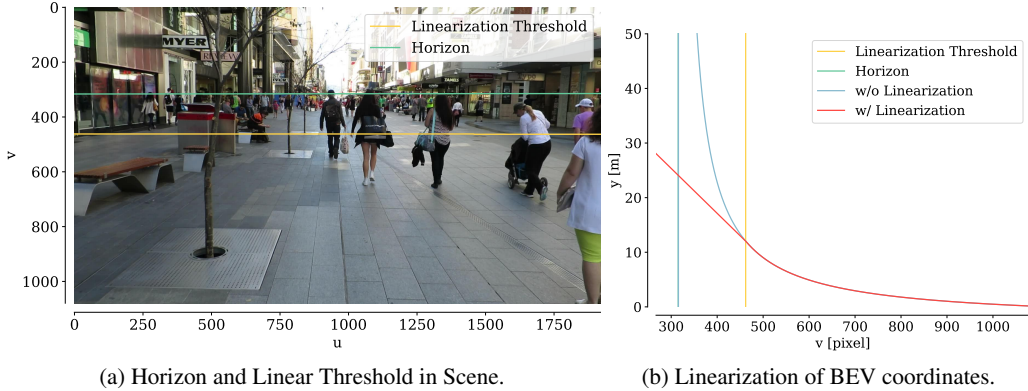 0
200
400
600
800
1000
v
0
250
500
750
1000
1250
1500
1750
u
Linearization Threshold
Horizon
MYER
(a) Horizon and Linear Threshold in Scene.
50
40
30
20
10
0
y [m]
300
400
500
600
700
800
900
1000
v [pixel]
Linearization Threshold
Horizon
w/o Linearization
w/ Linearization
(b) Linearization of BEV coordinates.